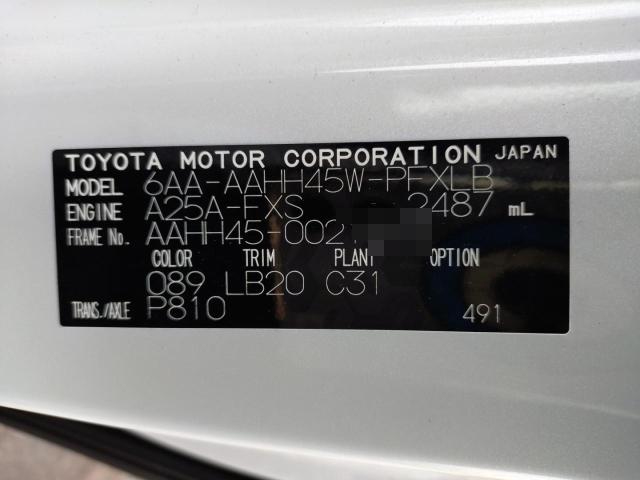 TOYOTA MOTOR CORPORATION JAPAN
MODEL 6AA-AAHH45W-PFXLB
ENGINE A25A-FXS 2487 mL
FRAME No. AAHH45-002
COLOR TRIM PLANT OPTION
089 LB20 C31
TRANS./AXLE P810 491